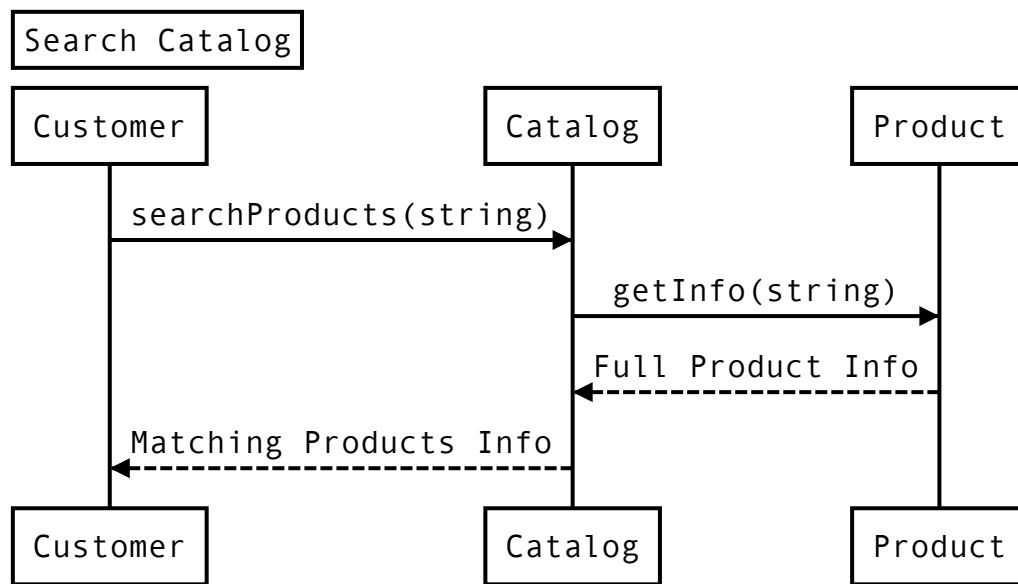 Search Catalog
Customer
Catalog
Product
searchProducts(string)
getInfo(string)
Full Product Info
Matching Products Info
Customer
Catalog
Product